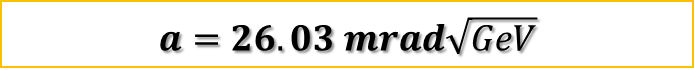 a = 26.03 mrad√GeV